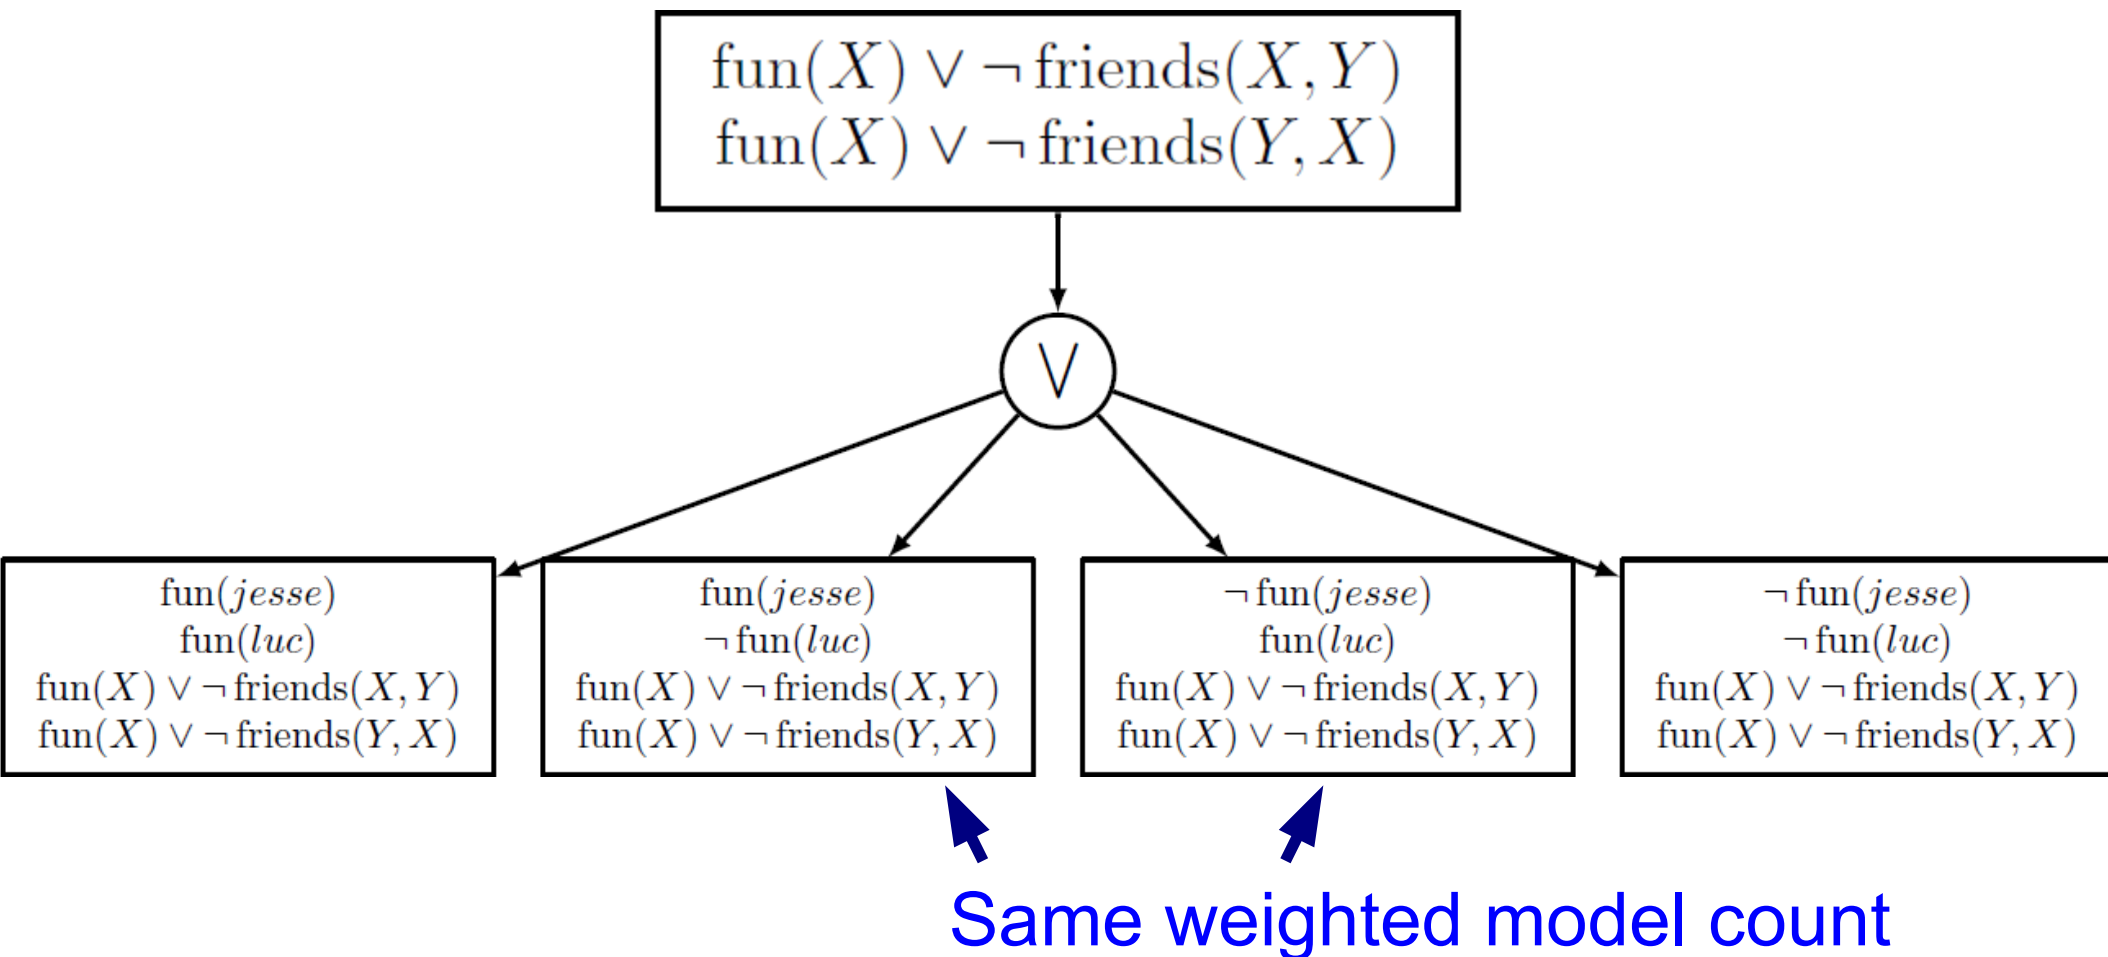 fun(X) ∨ ¬ friends(X, Y)
fun(X) ∨ ¬ friends(Y, X)
∨
fun(jesse)
fun(luc)
fun(X) ∨ ¬ friends(X, Y)
fun(X) ∨ ¬ friends(Y, X)
fun(jesse)
¬ fun(luc)
fun(X) ∨ ¬ friends(X, Y)
fun(X) ∨ ¬ friends(Y, X)
¬ fun(jesse)
fun(luc)
fun(X) ∨ ¬ friends(X, Y)
fun(X) ∨ ¬ friends(Y, X)
¬ fun(jesse)
¬ fun(luc)
fun(X) ∨ ¬ friends(X, Y)
fun(X) ∨ ¬ friends(Y, X)
Same weighted model count